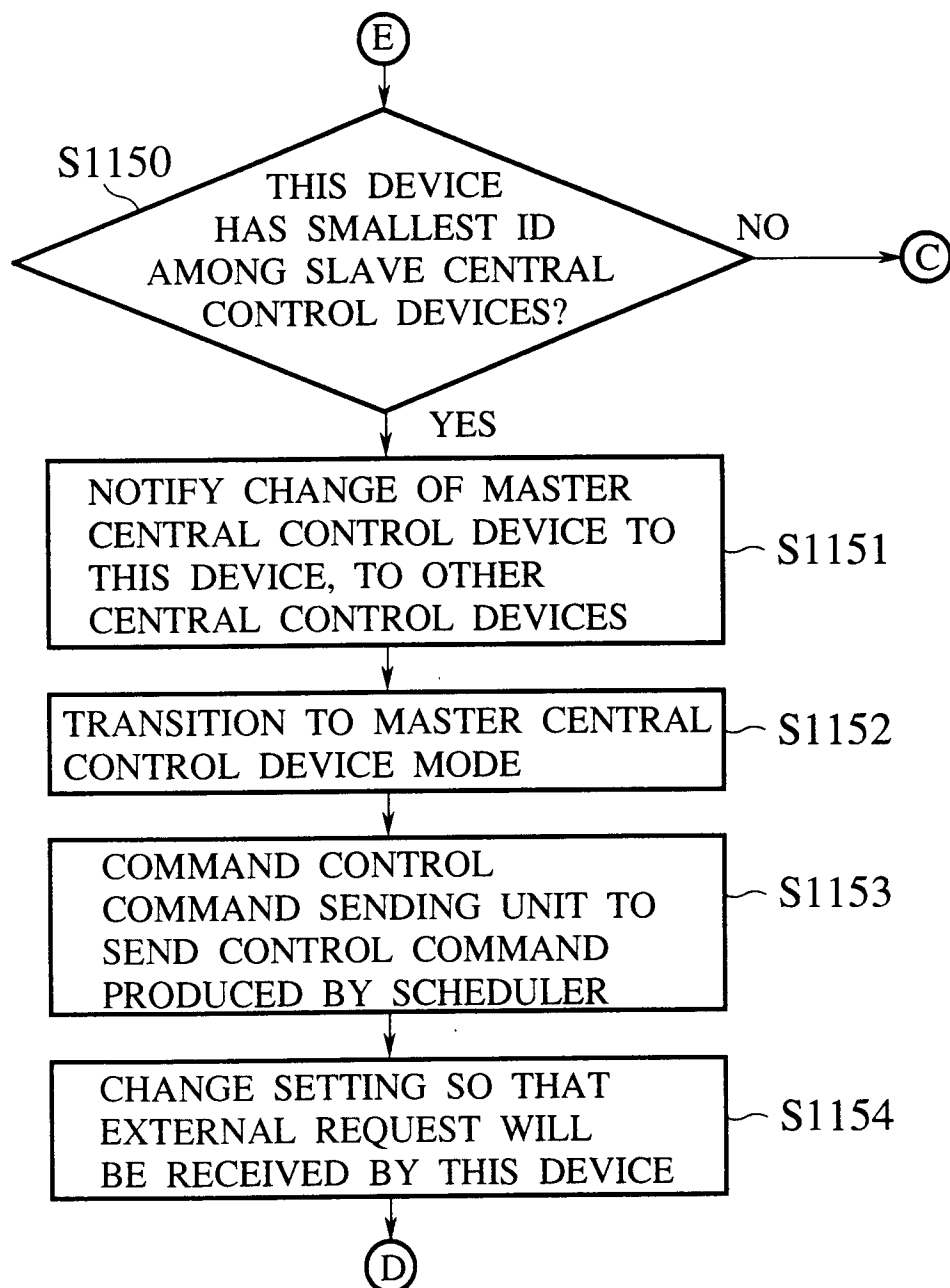 E
S1150
THIS DEVICE
HAS SMALLEST ID
AMONG SLAVE CENTRAL
CONTROL DEVICES?
NO
C
YES
NOTIFY CHANGE OF MASTER
CENTRAL CONTROL DEVICE TO
THIS DEVICE, TO OTHER
CENTRAL CONTROL DEVICES
S1151
TRANSITION TO MASTER CENTRAL
CONTROL DEVICE MODE
S1152
COMMAND CONTROL
COMMAND SENDING UNIT TO
SEND CONTROL COMMAND
PRODUCED BY SCHEDULER
S1153
CHANGE SETTING SO THAT
EXTERNAL REQUEST WILL
BE RECEIVED BY THIS DEVICE
S1154
D